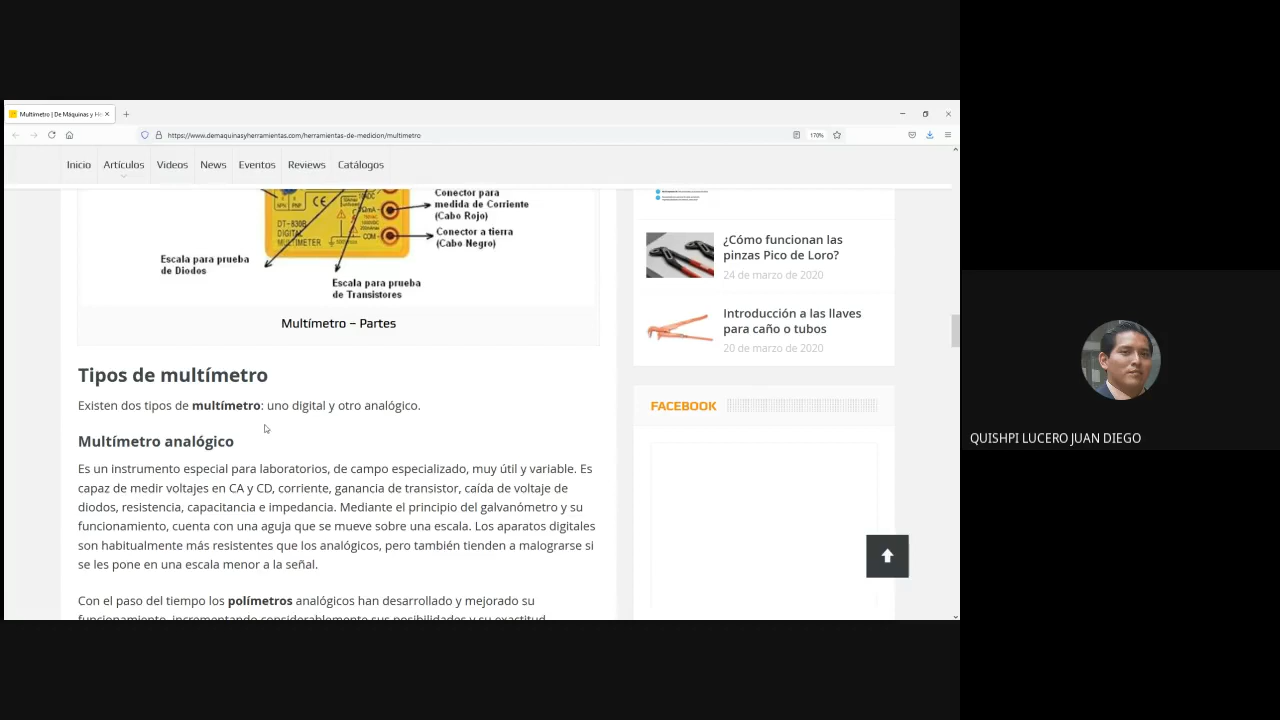 Multímetro | De Máquinas y He
https://www.demaquinasyherramientas.com/herramientas-de-medicion/multimetro
170%
Inicio Artículos Videos News Eventos Reviews Catálogos
Conector para
medida de Corriente
(Cabo Rojo)
Conector a tierra
(Cabo Negro)
DT-830B
DIGITAL
MULTIMETER
COM
Escala para prueba
de Diodos
Escala para prueba
de Transistores
Multímetro – Partes
Tipos de multímetro
Existen dos tipos de multímetro: uno digital y otro analógico.
Multímetro analógico
Es un instrumento especial para laboratorios, de campo especializado, muy útil y variable. Es
capaz de medir voltajes en CA y CD, corriente, ganancia de transistor, caída de voltaje de
diodos, resistencia, capacitancia e impedancia. Mediante el principio del galvanómetro y su
funcionamiento, cuenta con una aguja que se mueve sobre una escala. Los aparatos digitales
son habitualmente más resistentes que los analógicos, pero también tienden a malograrse si
se les pone en una escala menor a la señal.
Con el paso del tiempo los polímetros analógicos han desarrollado y mejorado su
funcionamiento, incrementando considerablemente sus posibilidades y su exactitud.
¿Cómo funcionan las
pinzas Pico de Loro?
24 de marzo de 2020
Introducción a las llaves
para caño o tubos
20 de marzo de 2020
FACEBOOK
QUISHPI LUCERO JUAN DIEGO